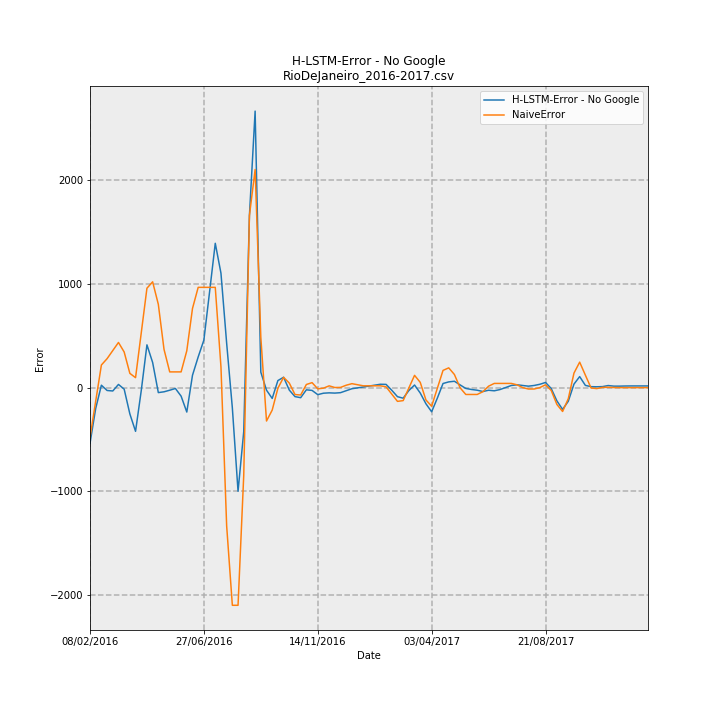 H-LSTM-Error - No Google
RioDeJaneiro_2016-2017.csv
H-LSTM-Error - No Google
NaiveError
Error
2000
1000
0
−1000
−2000
08/02/2016
27/06/2016
14/11/2016
03/04/2017
21/08/2017
Date